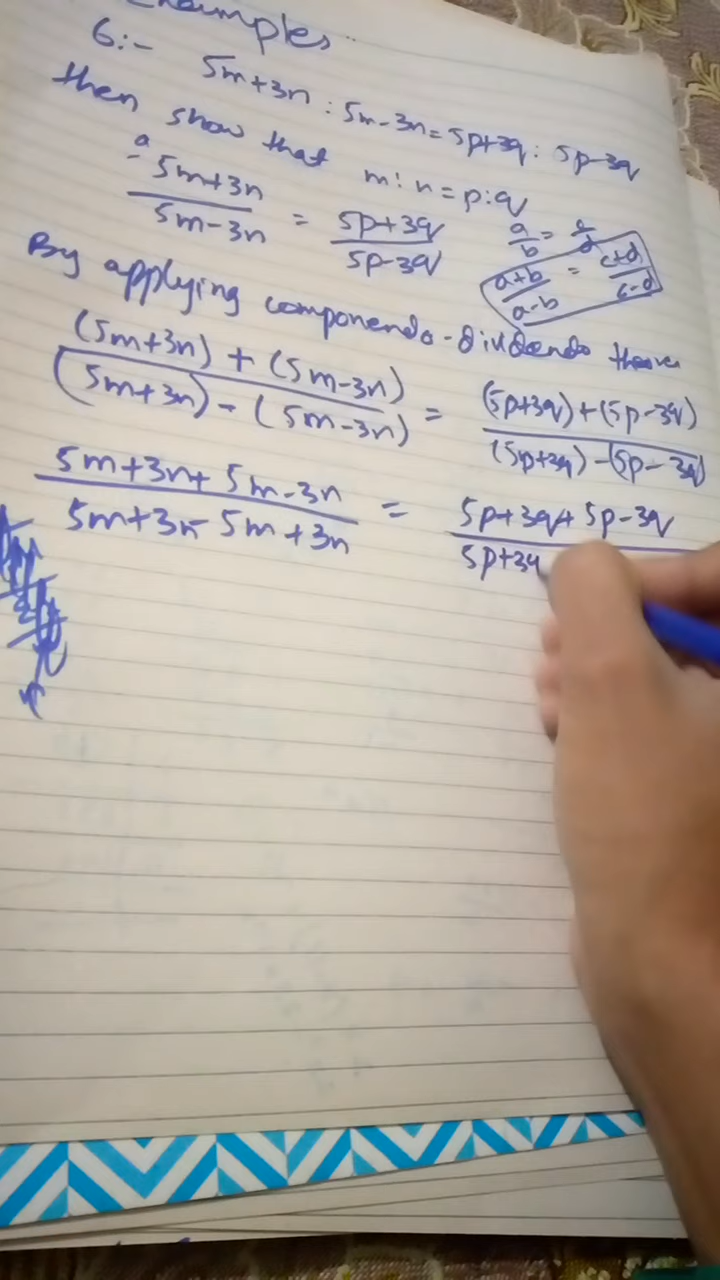 Examples
6:- 5m+3n : 5m-3n = 5p+3q : 5p-3q
then show that m:n = p:q
a
5m+3n / 5m-3n = 5p+3q / 5p-3q
a/b = c/d
a+b / a-b = c+d / c-d
By applying componendo-dividendo
(5m+3n) + (5m-3n) / (5m+3n) - (5m-3n) = (5p+3q) + (5p-3q) / (5p+3q) - (5p-3q)
5m+3n+5m-3n / 5m+3n-5m+3n = 5p+3q+5p-3q / 5p+3q